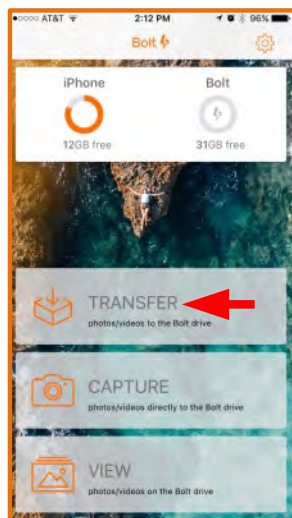 AT&T 2:12 PM 96%
Bolt
iPhone Bolt
12GB free 31GB free
TRANSFER
photos/videos to the Bolt drive
CAPTURE
photos/videos directly to the Bolt drive
VIEW
photos/videos on the Bolt drive